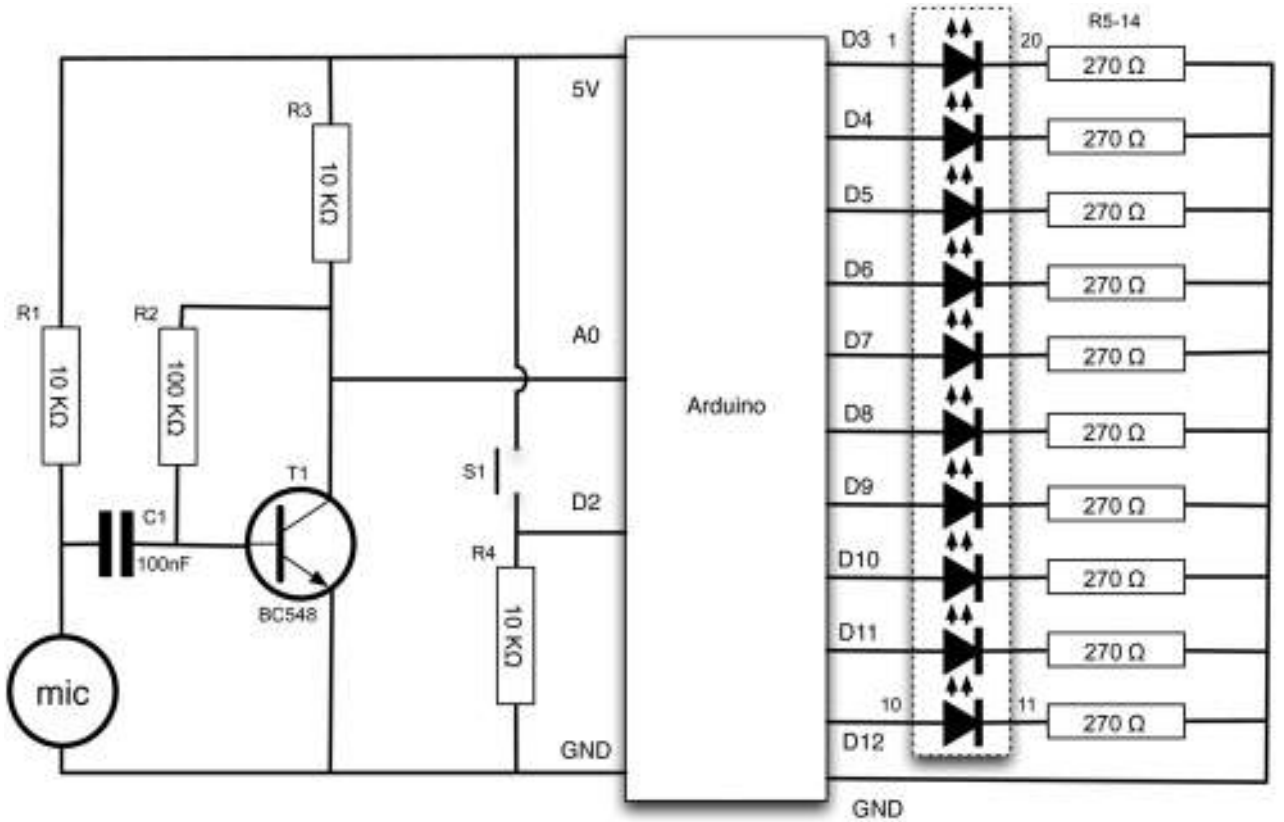 R1
10 KΩ
mic
C1
100nF
R2
100 KΩ
R3
10 KΩ
T1
BC548
S1
R4
10 KΩ
5V
A0
D2
GND
Arduino
D3 1
20
R5-14
270 Ω
D4
270 Ω
D5
270 Ω
D6
270 Ω
D7
270 Ω
D8
270 Ω
D9
270 Ω
D10
270 Ω
D11
270 Ω
10
11
D12
270 Ω
GND